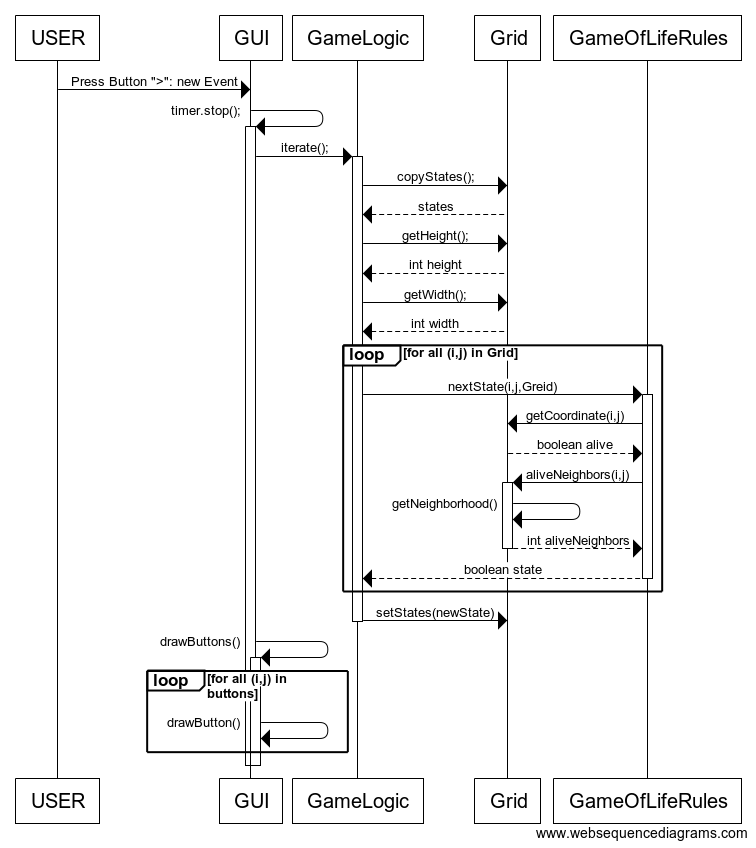 USER
GUI
GameLogic
Grid
GameOfLifeRules
Press Button ">": new Event
timer.stop();
iterate();
copyStates();
states
getHeight();
int height
getWidth();
int width
loop
[for all (i,j) in Grid]
nextState(i,j,Greid)
getCoordinate(i,j)
boolean alive
aliveNeighbors(i,j)
getNeighborhood()
int aliveNeighbors
boolean state
setStates(newState)
drawButtons()
loop
[for all (i,j) in
buttons]
drawButton()
USER
GUI
GameLogic
Grid
GameOfLifeRules
www.websequencediagrams.com